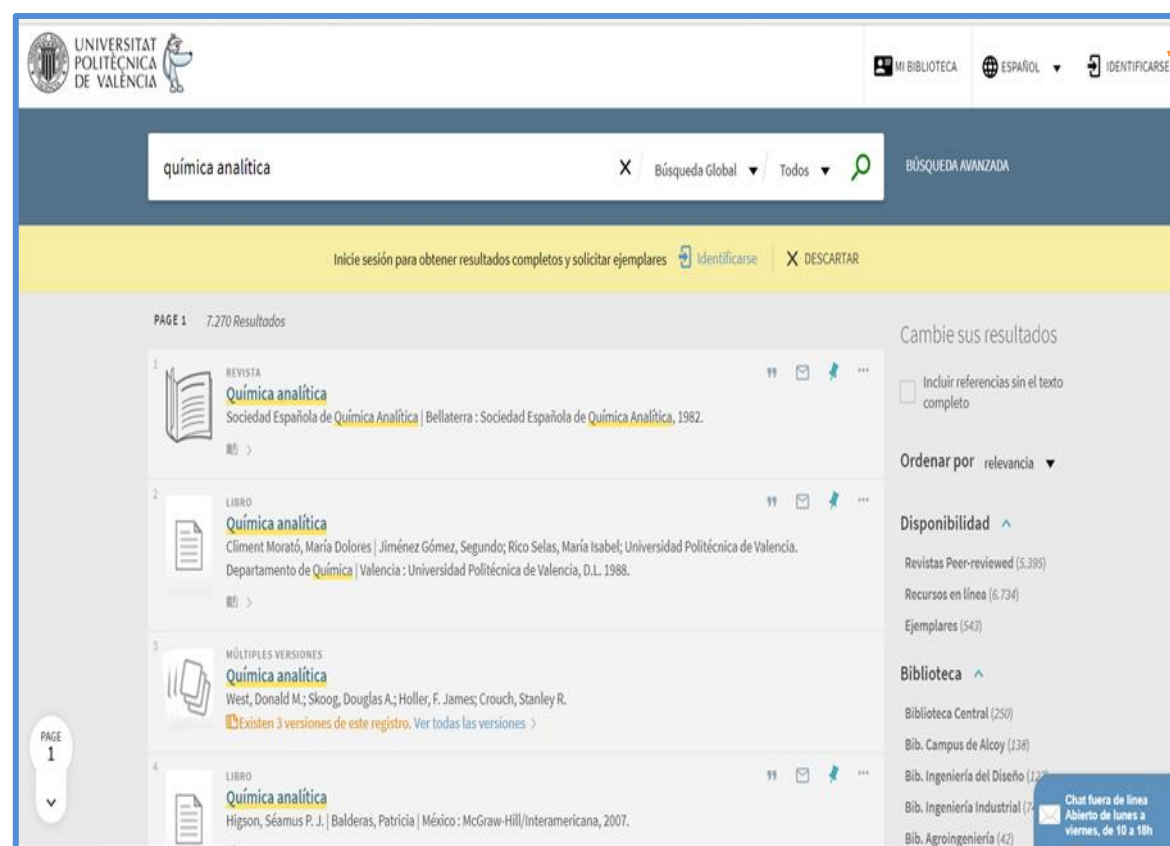 UNIVERSITAT
POLITÈCNICA
DE VALÈNCIA
MI BIBLIOTECA
ESPAÑOL
IDENTIFICARSE
química analítica
Búsqueda Global
Todos
BÚSQUEDA AVANZADA
Inicie sesión para obtener resultados completos y solicitar ejemplares
Identificarse
DESCARTAR
PAGE 1 7.270 Resultados
1
REVISTA
Química analítica
Sociedad Española de Química Analítica | Bellaterra : Sociedad Española de Química Analítica, 1982.
2
LIBRO
Química analítica
Climent Morató, María Dolores | Jiménez Gómez, Segundo; Rico Selas, María Isabel; Universidad Politécnica de Valencia.
Departamento de Química | Valencia : Universidad Politécnica de Valencia, D.L. 1988.
3
MÚLTIPLES VERSIONES
Química analítica
West, Donald M.; Skoog, Douglas A.; Holler, F. James; Crouch, Stanley R.
Existen 3 versiones de este registro. Ver todas las versiones
4
LIBRO
Química analítica
Higson, Séamus P. J. | Balderas, Patricia | México : McGraw-Hill/Interamericana, 2007.
Cambie sus resultados
Incluir referencias sin el texto
completo
Ordenar por relevancia
Disponibilidad
Revistas Peer-reviewed (5.395)
Recursos en línea (6.734)
Ejemplares (543)
Biblioteca
Biblioteca Central (250)
Bib. Campus de Alcoy (138)
Bib. Ingeniería del Diseño
Bib. Ingeniería Industrial
Bib. Agroingeniería (42)
PAGE
1
Chat fuera de línea
Abierto de lunes a
viernes, de 10 a 18h